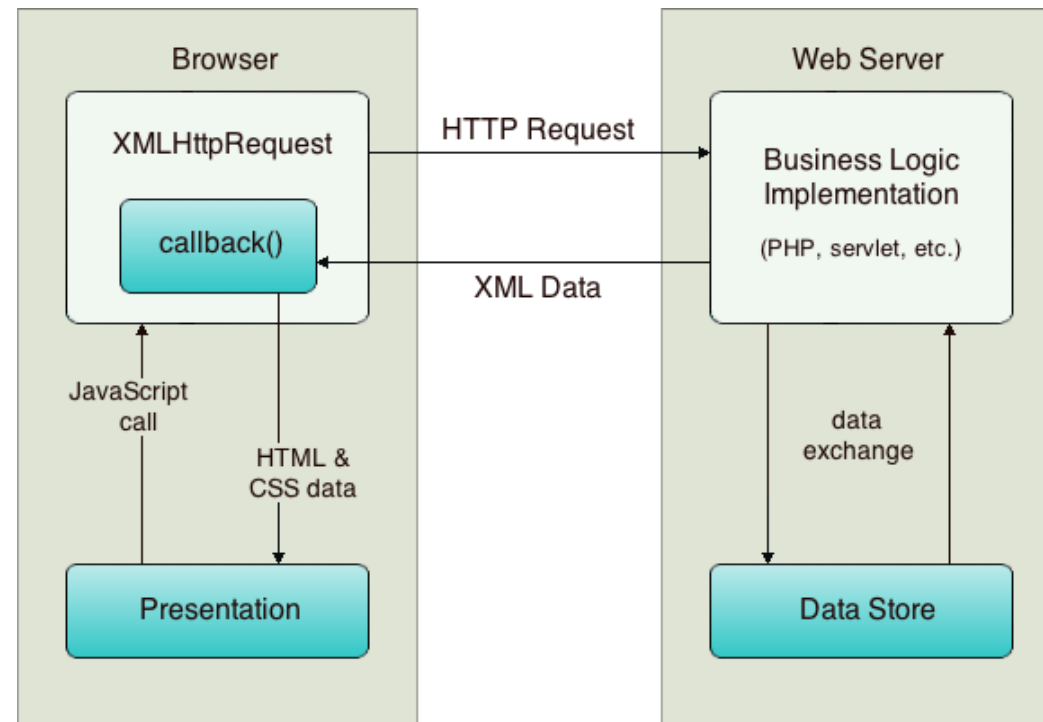 Browser
Web Server
XMLHttpRequest
HTTP Request
Business Logic
Implementation
(PHP, servlet, etc.)
callback()
XML Data
JavaScript
call
HTML &
CSS data
data
exchange
Presentation
Data Store